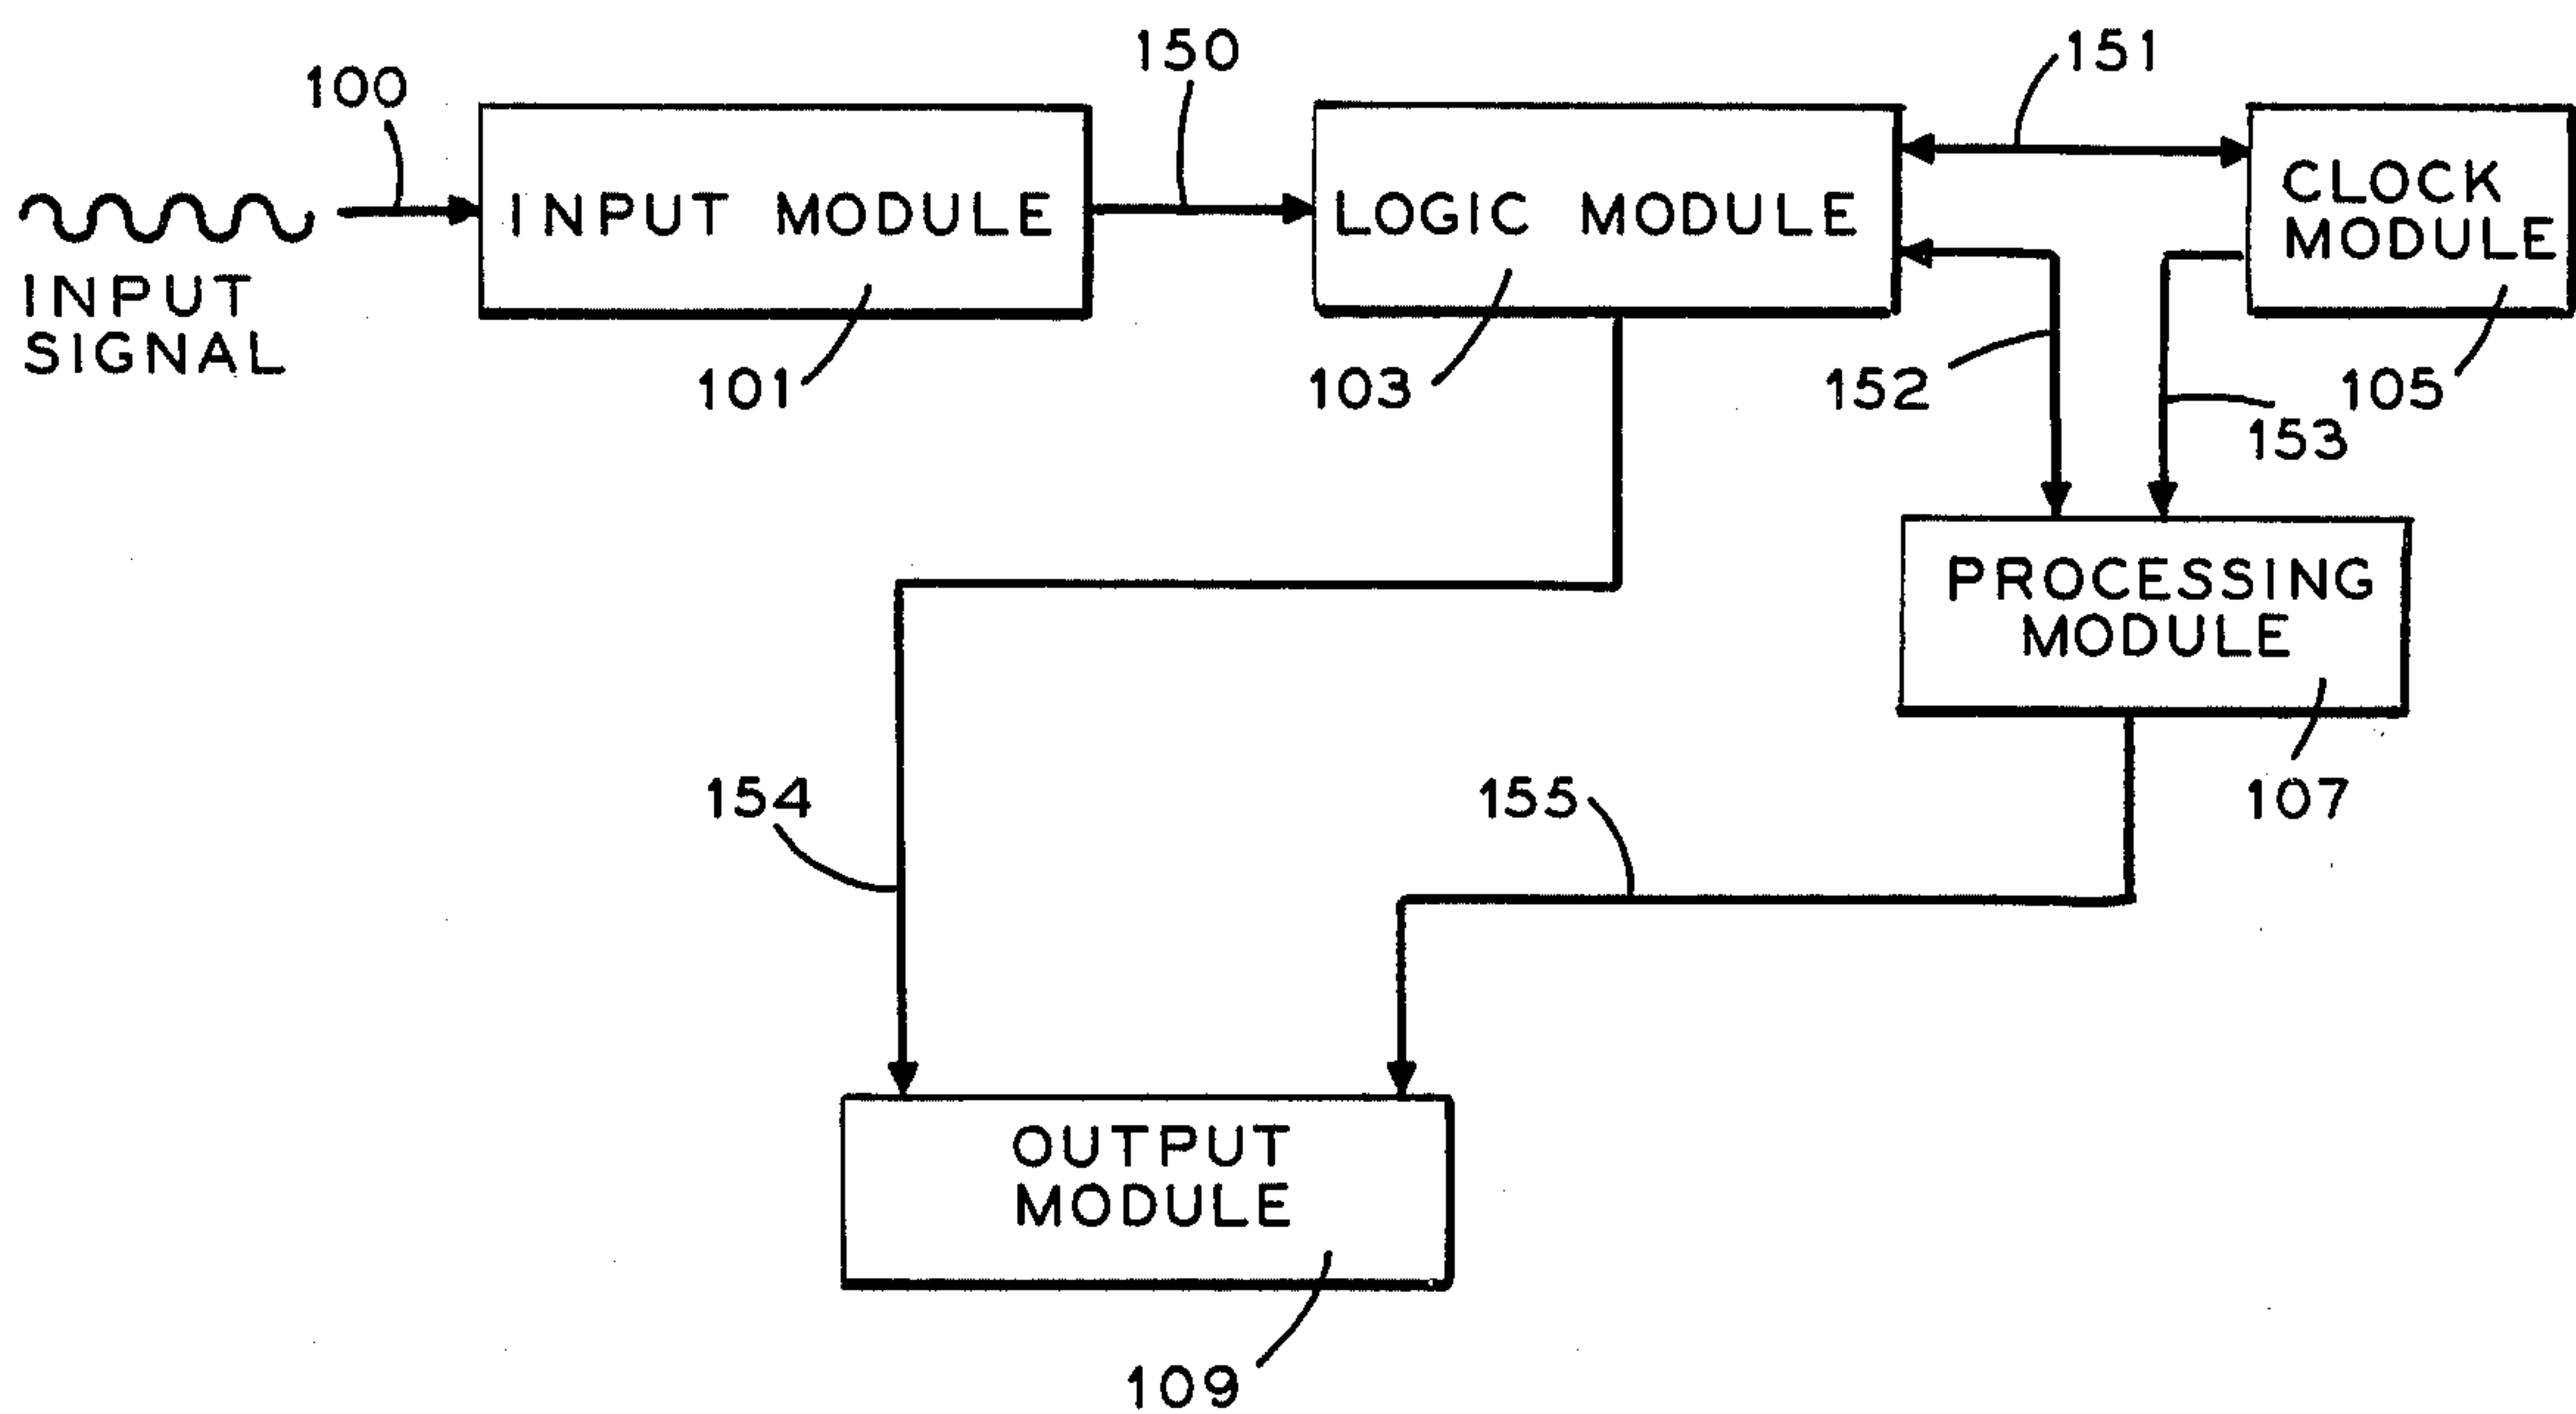 150
151
100
INPUT MODULE
LOGIC MODULE
CLOCK
MODULE
INPUT
SIGNAL
101
103
152
105
153
PROCESSING
MODULE
154
155
107
OUTPUT
MODULE
109